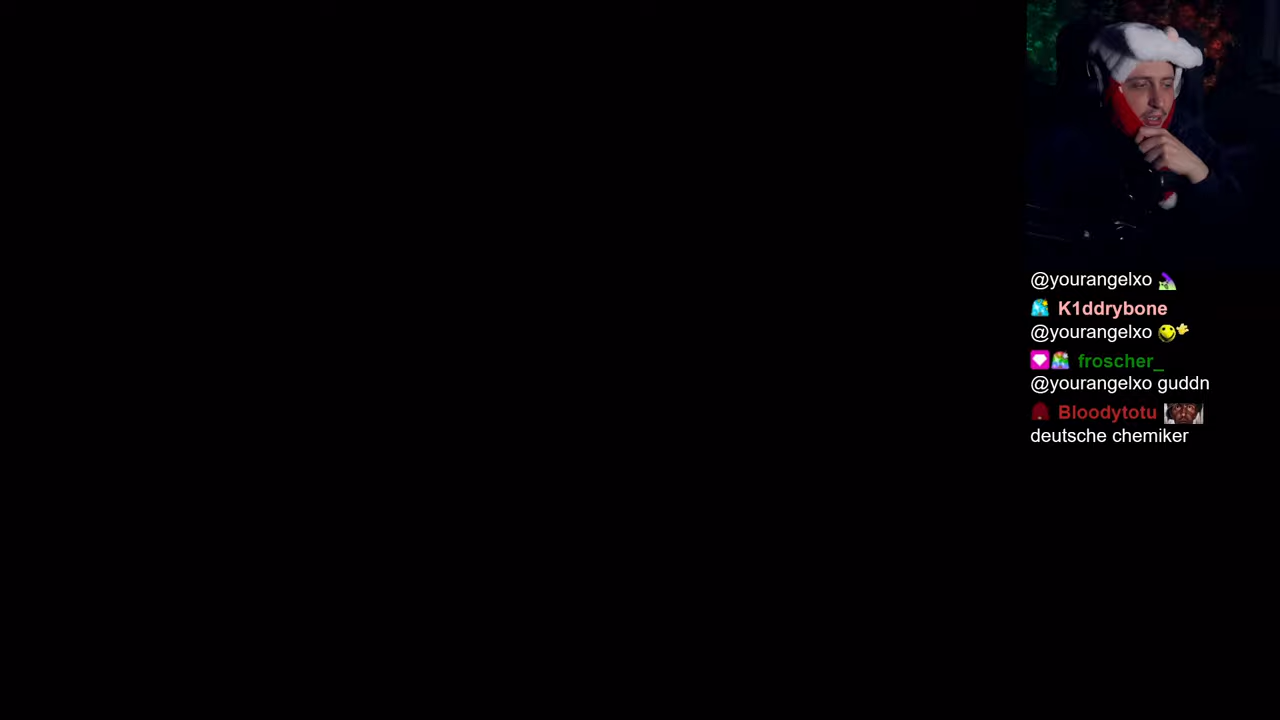 @yourangelxo
K1ddrybone
@yourangelxo
froscher_
@yourangelxo guddn
Bloodytotu
deutsche chemiker